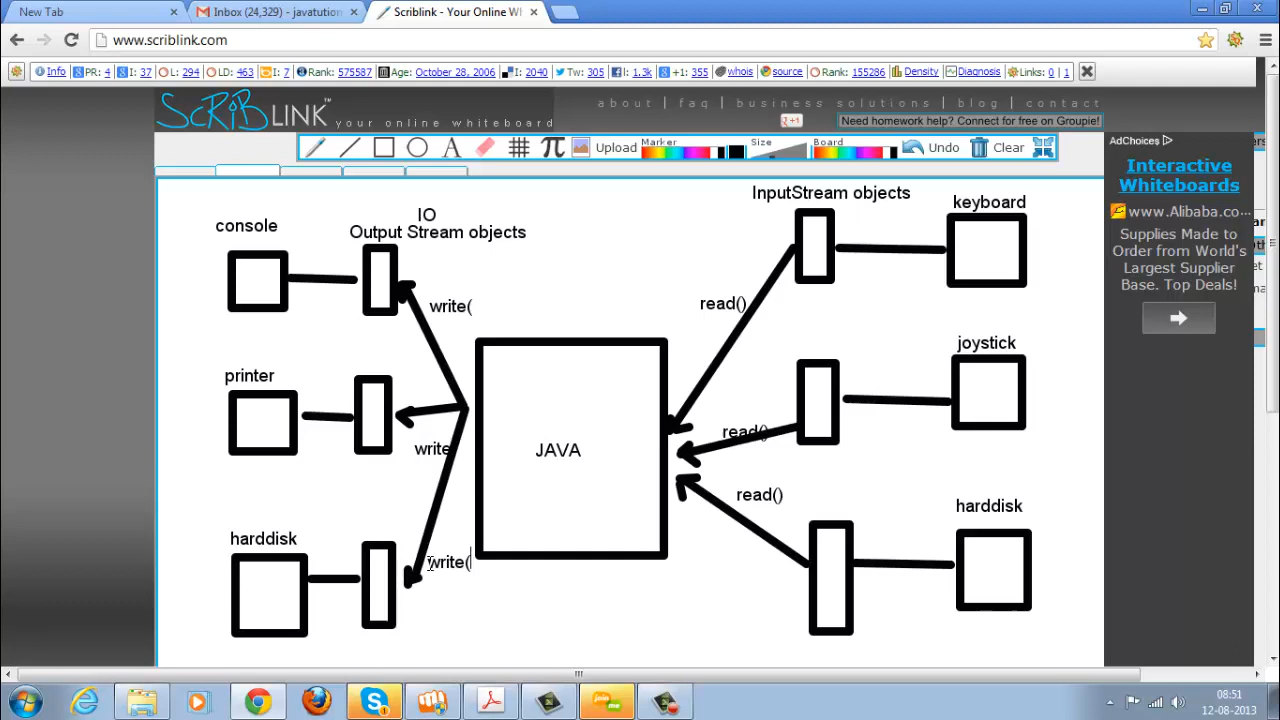 New Tab
Inbox (24,329) - javatution
Scriblink - Your Online Wh
www.scriblink.com
Info
PR: 4
I: 37
L: 294
LD: 463
I: 7
Rank: 575587
Age: October 28, 2006
I: 2040
Tw: 305
I: 1.3k
+1: 355
whois
source
Rank: 155286
Density
Diagnosis
Links: 0 | 1
SCRIBLINK™
your online whiteboard
about | faq | business solutions | blog | contact
+1
Need homework help? Connect for free on Groupie!
A
π
Upload
Marker
Size
Board
Undo
Clear
AdChoices
Interactive
Whiteboards
www.Alibaba.co...
Supplies Made to
Order from World's
Largest Supplier
Base. Top Deals!
console
IO
Output Stream objects
InputStream objects
keyboard
write(
read()
printer
joystick
write
JAVA
read()
read()
harddisk
harddisk
write(
08:51
12-08-2013